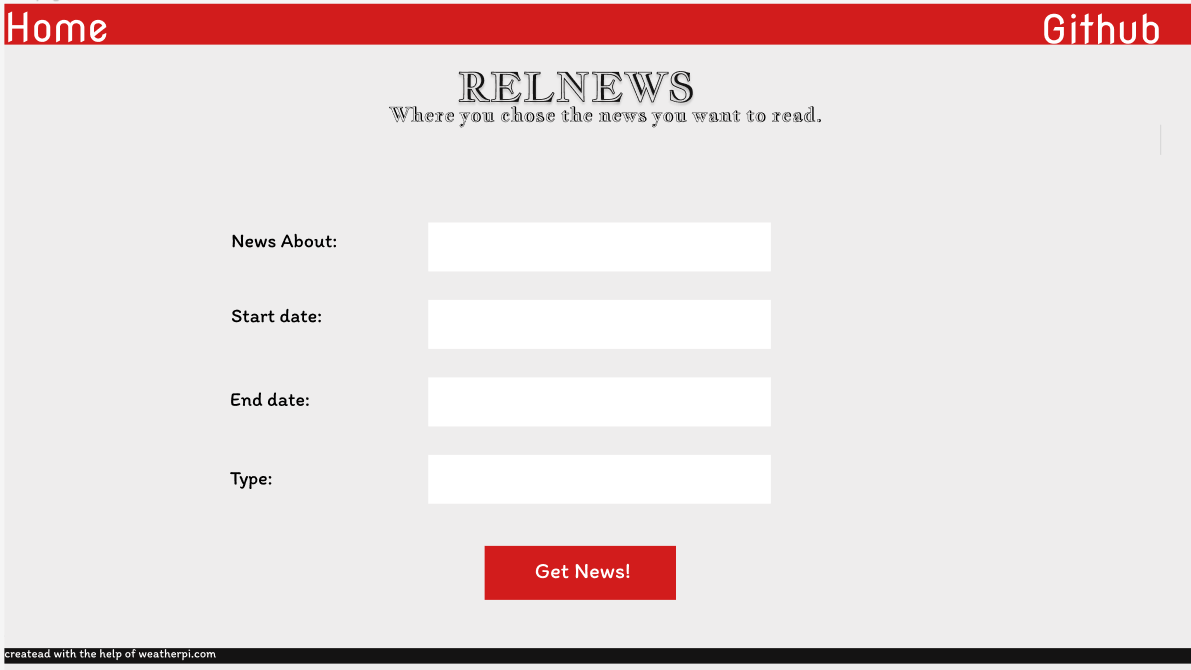 Home Github
RELNEWS
Where you chose the news you want to read.
News About:
Start date:
End date:
Type:
Get News!
createad with the help of weatherpi.com